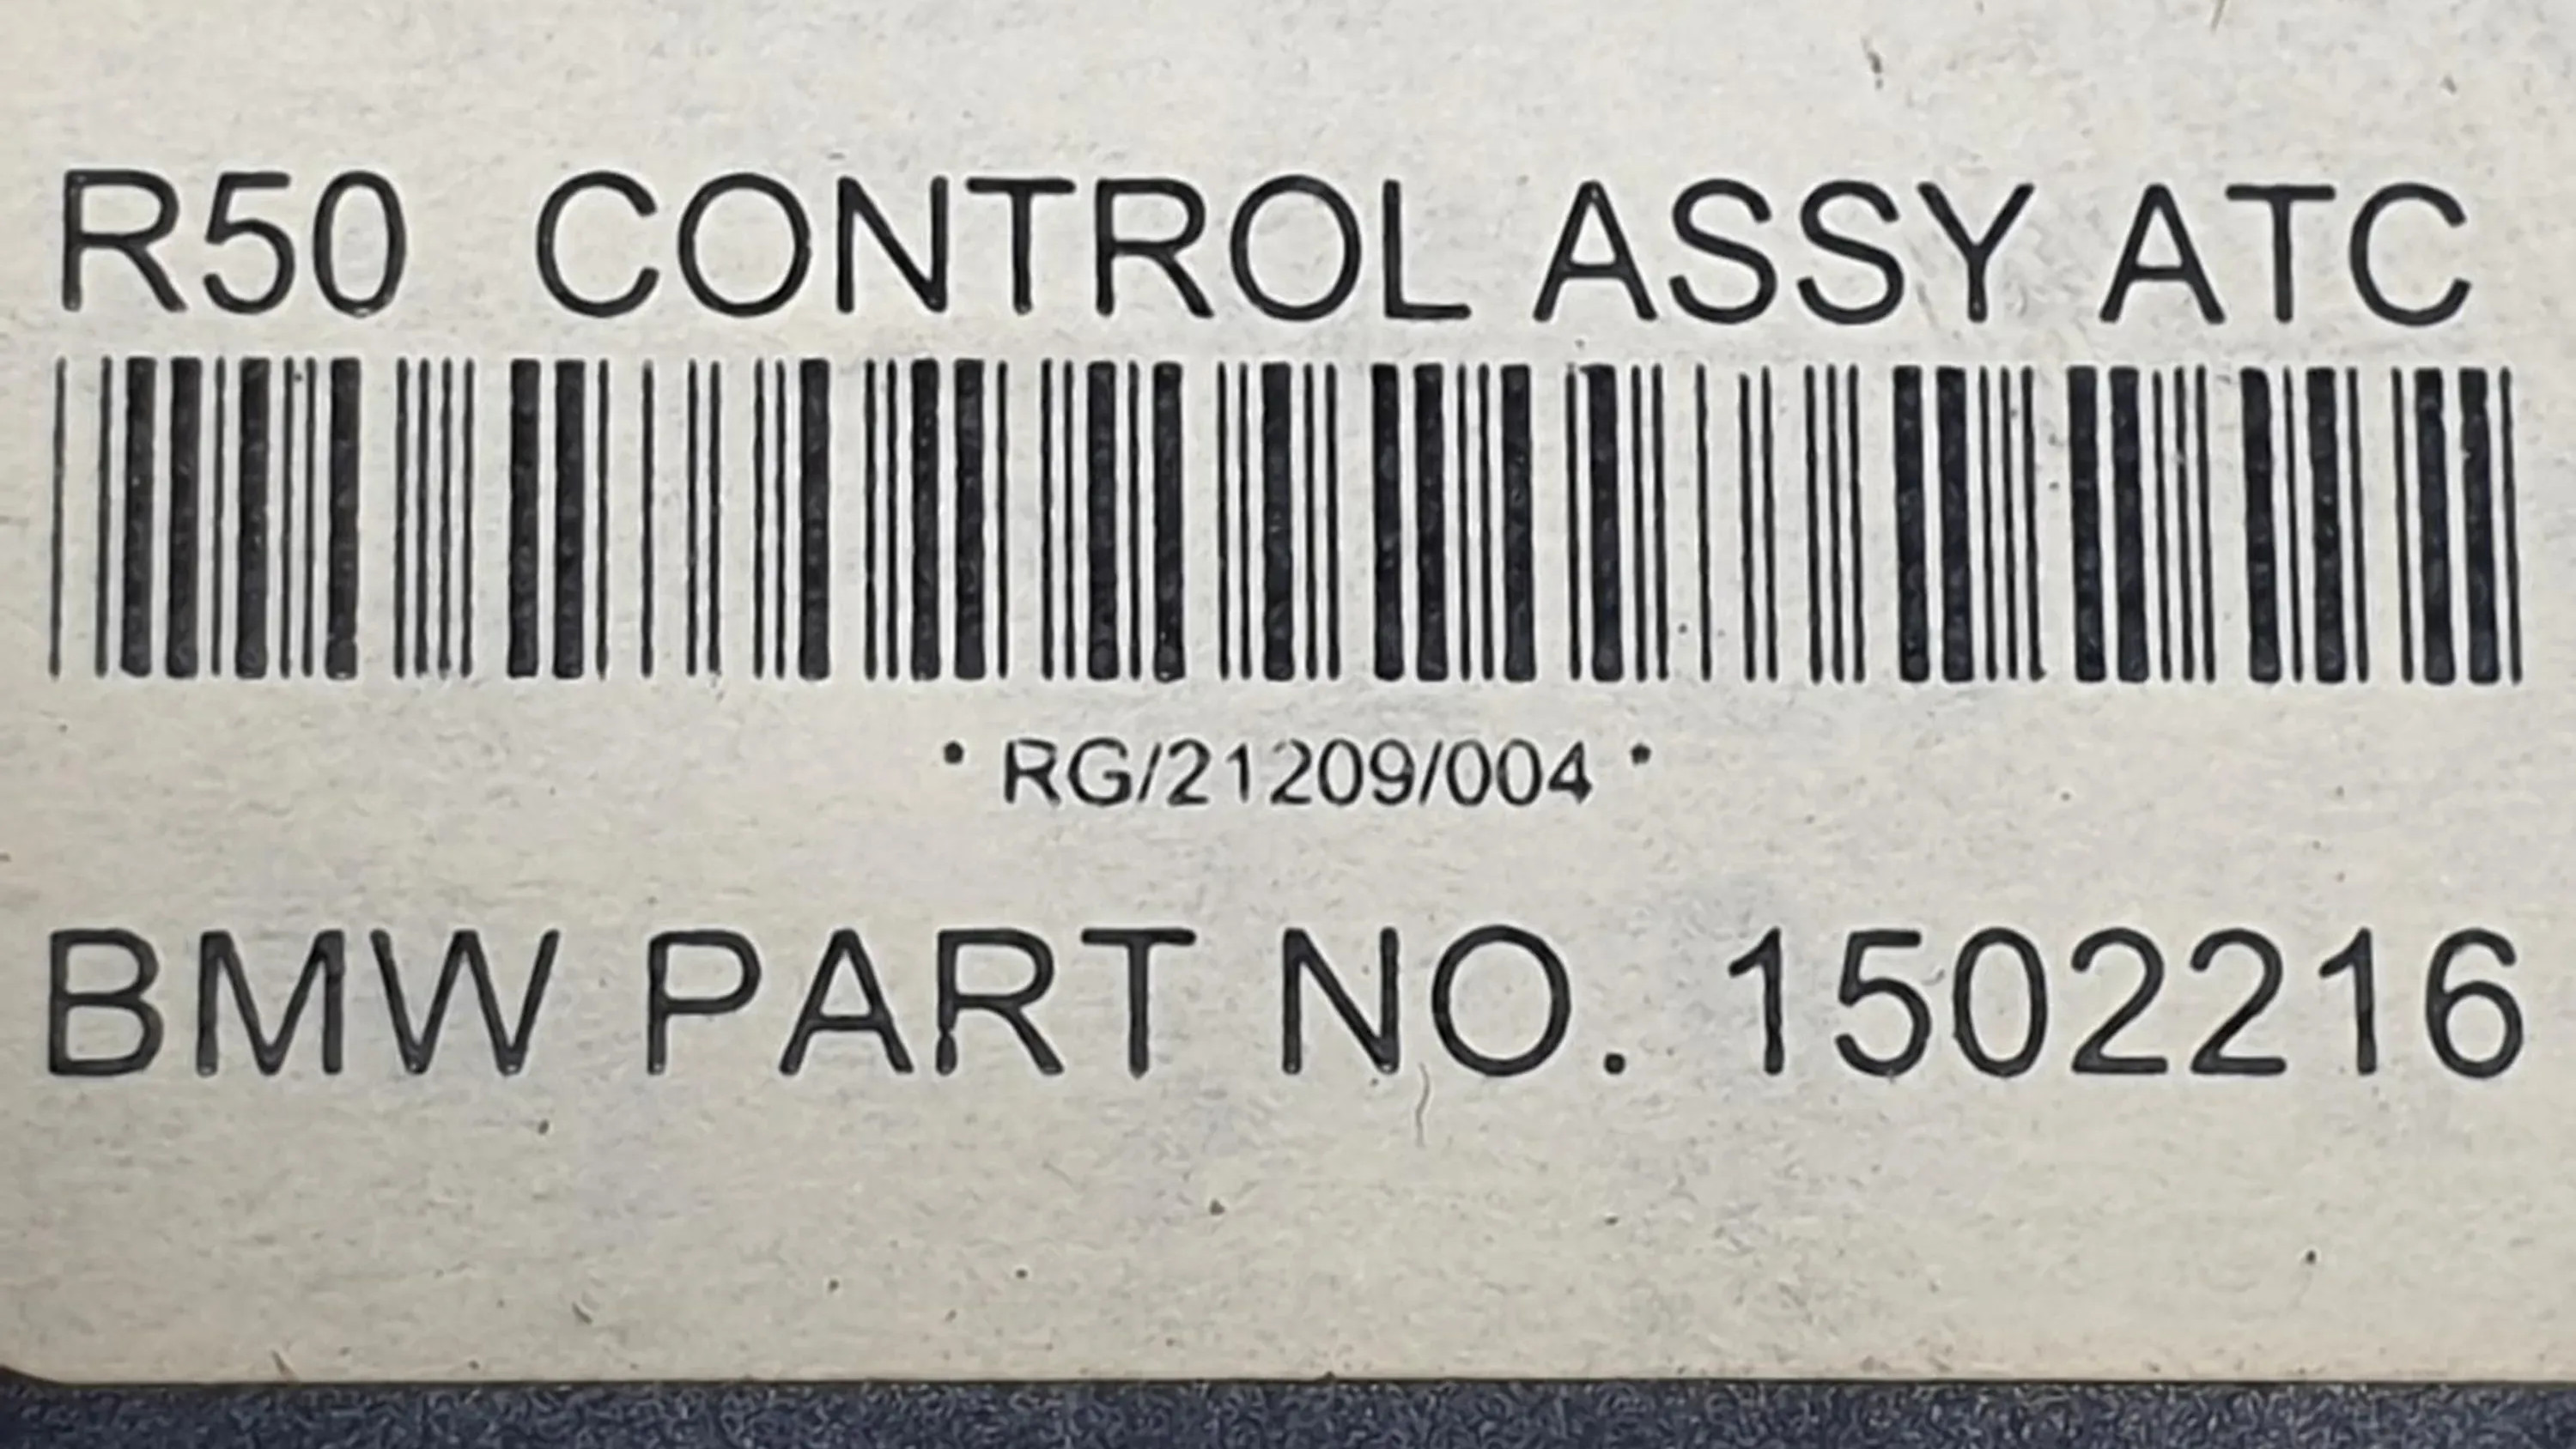 R50 CONTROL ASSY ATC
* RG/21209/004 *
BMW PART NO. 1502216